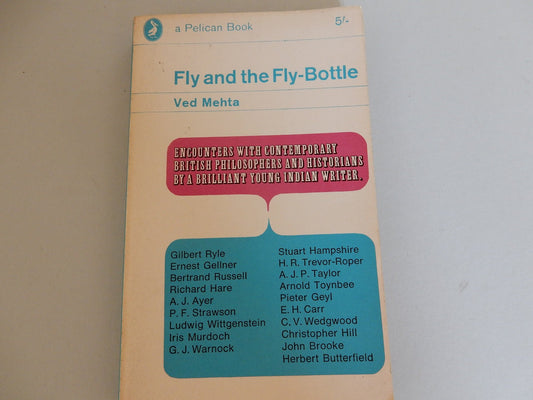 a Pelican Book
5/-
Fly and the Fly-Bottle
Ved Mehta
ENCOUNTERS WITH CONTEMPORARY
BRITISH PHILOSOPHERS AND HISTORIANS
BY A BRILLIANT YOUNG INDIAN WRITER.
Gilbert Ryle
Ernest Gellner
Bertrand Russell
Richard Hare
A. J. Ayer
P. F. Strawson
Ludwig Wittgenstein
Iris Murdoch
G. J. Warnock
Stuart Hampshire
H. R. Trevor-Roper
A. J. P. Taylor
Arnold Toynbee
Pieter Geyl
E. H. Carr
C. V. Wedgwood
Christopher Hill
John Brooke
Herbert Butterfield